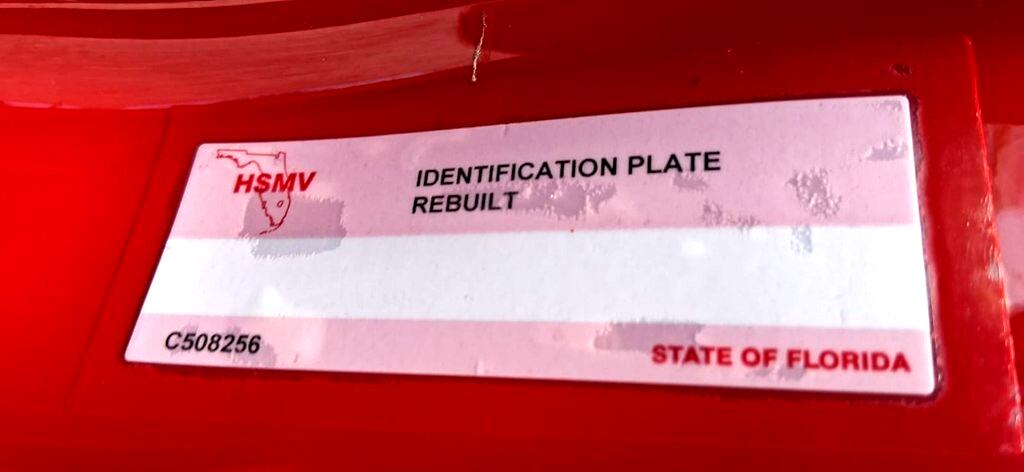 HSMV
IDENTIFICATION PLATE
REBUILT
C508256
STATE OF FLORIDA